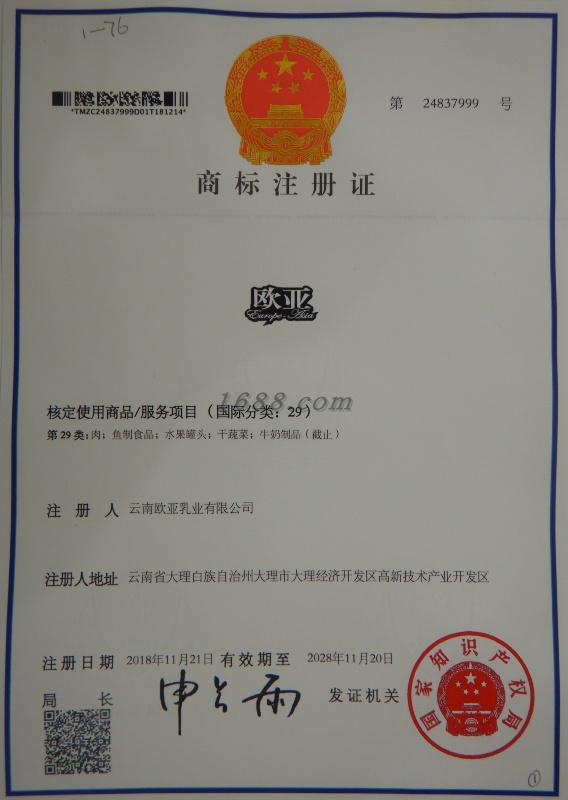 1-76
*TMZC24837999D01T181214*
第 24837999 号
商标注册证
欧亚
Europe-Asia
1688.com
核定使用商品/服务项目（国际分类：29）
第29类：肉；鱼制食品；水果罐头；干蔬菜；牛奶制品（截止）
注册人 云南欧亚乳业有限公司
注册人地址 云南省大理白族自治州大理市大理经济开发区高新技术产业开发区
注册日期 2018年11月21日 有效期至 2028年11月20日
局长 申长雨 发证机关
国家知识产权局
1